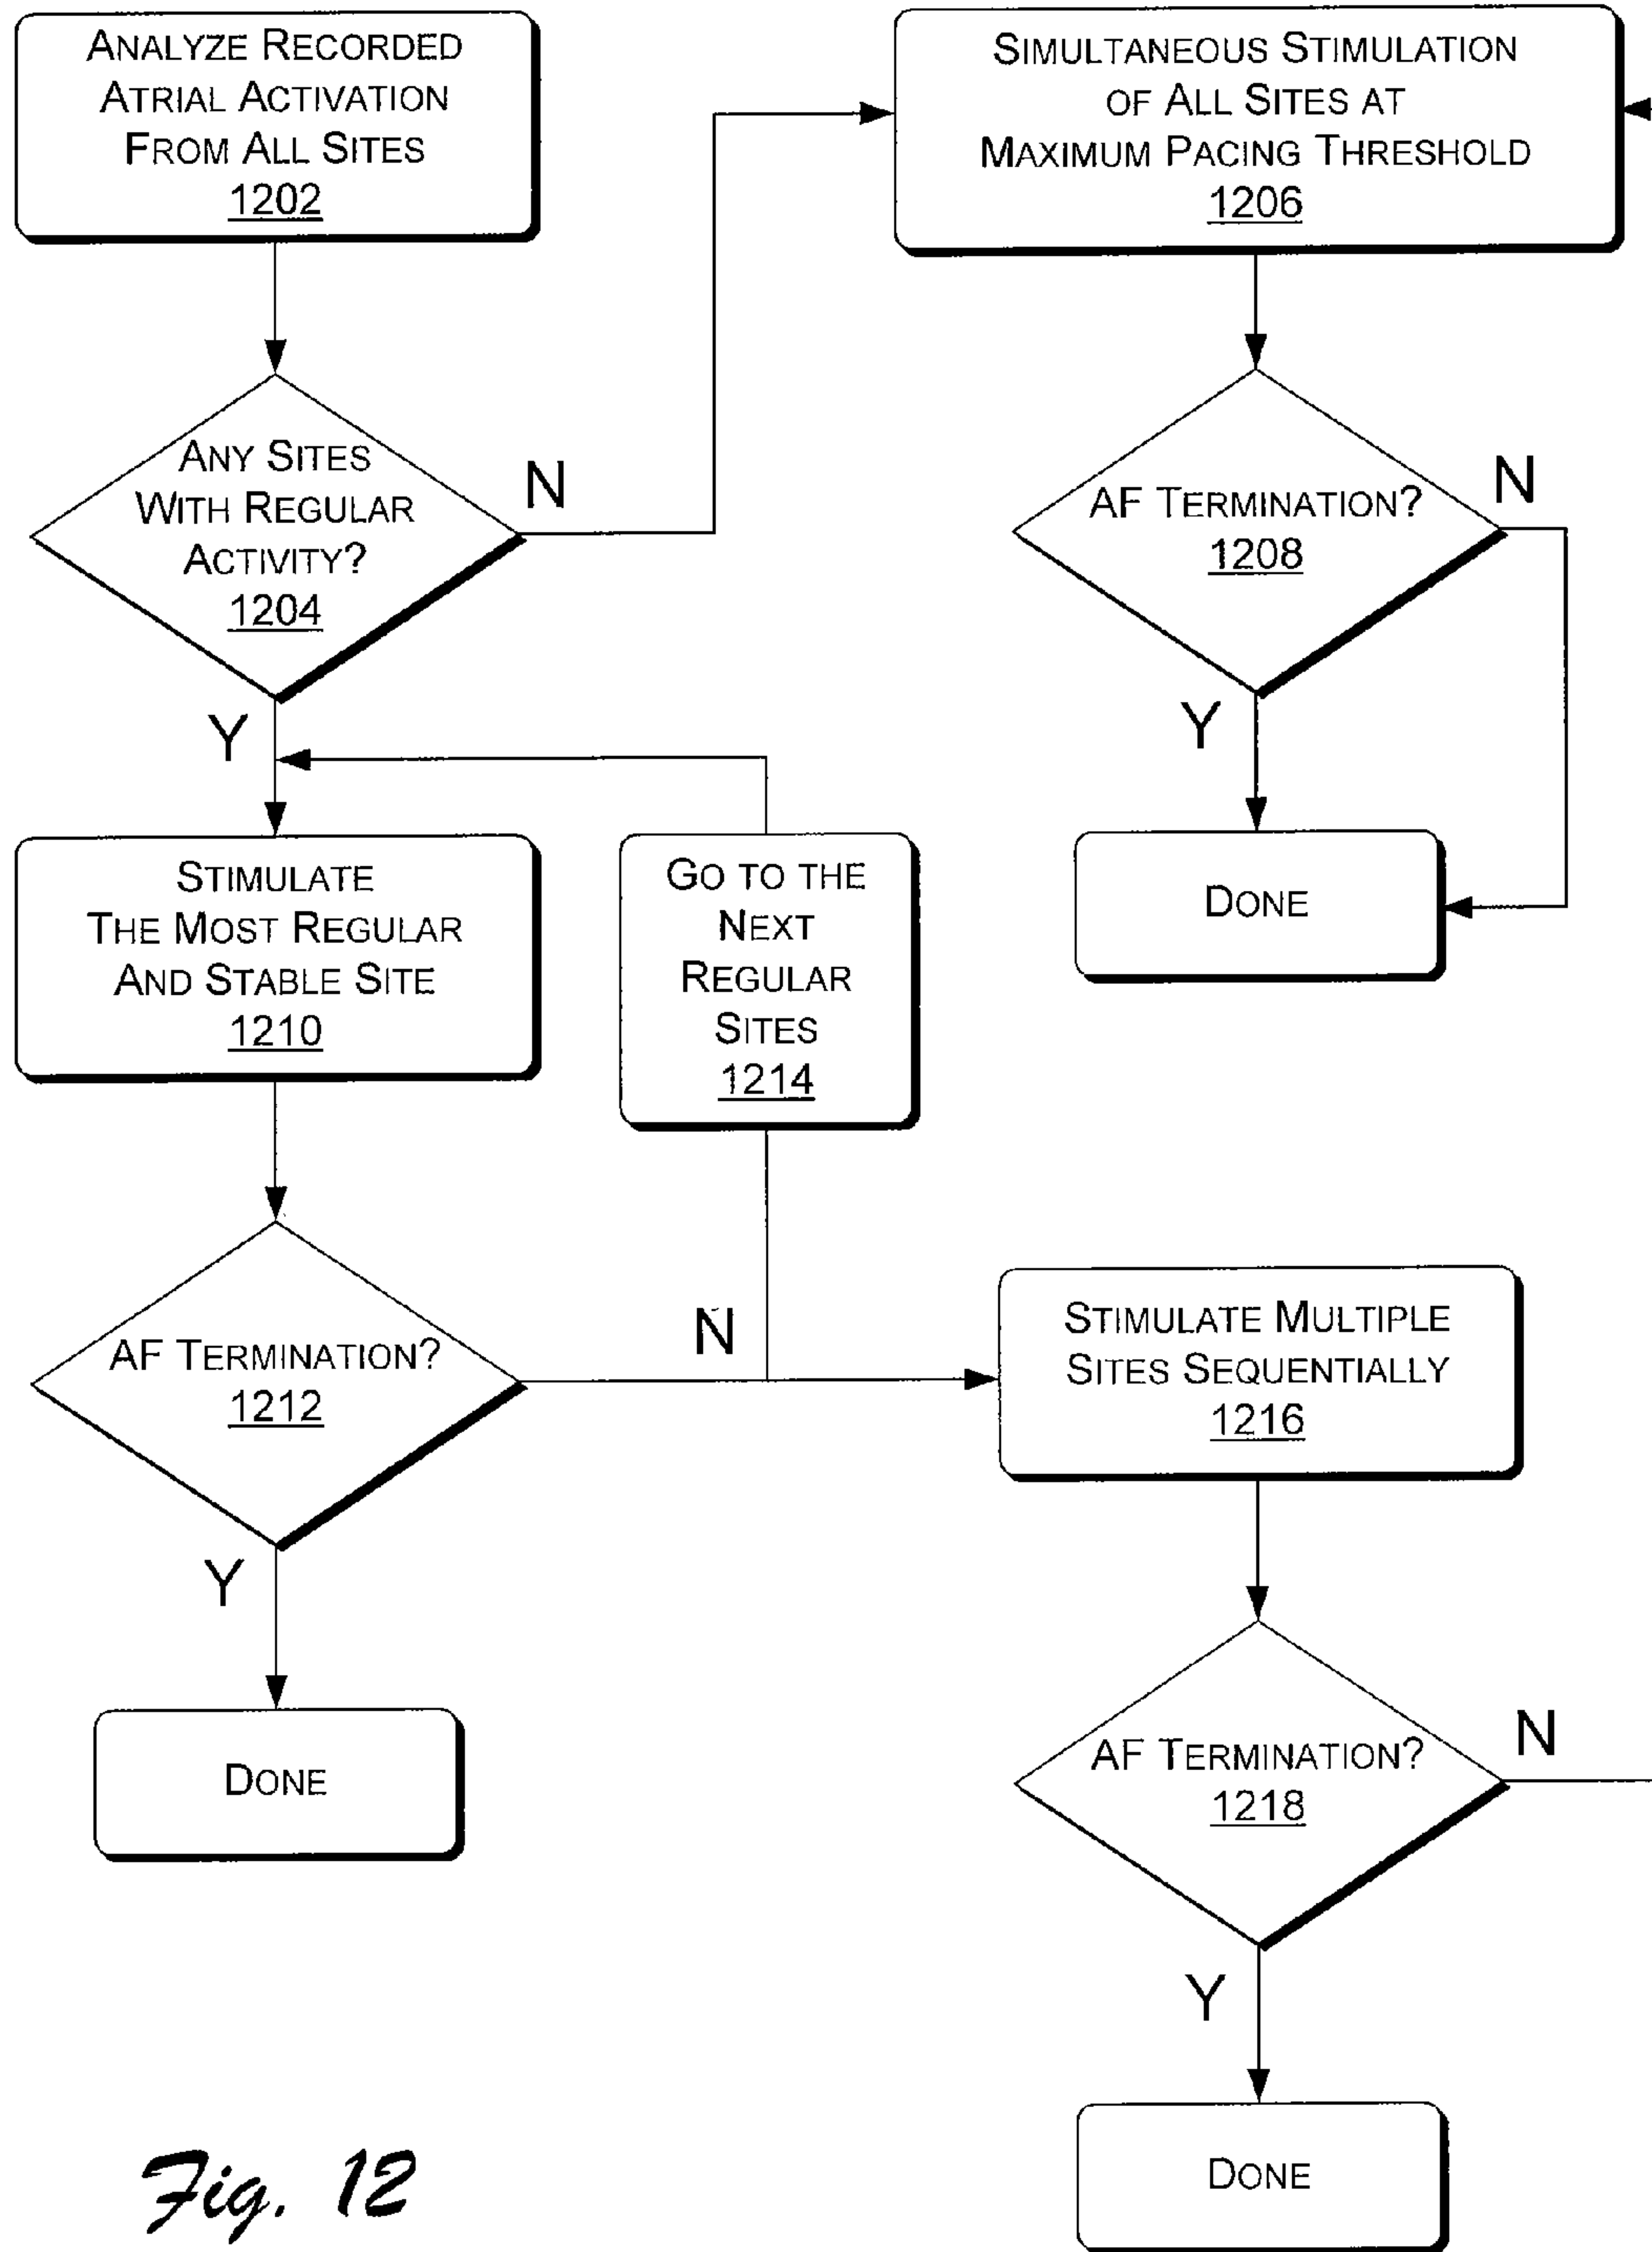 ANALYZE RECORDED
ATRIAL ACTIVATION
FROM ALL SITES
1202
SIMULTANEOUS STIMULATION
OF ALL SITES AT
MAXIMUM PACING THRESHOLD
1206
ANY SITES
WITH REGULAR
ACTIVITY?
1204
N
Y
AF TERMINATION?
1208
N
Y
DONE
STIMULATE
THE MOST REGULAR
AND STABLE SITE
1210
GO TO THE
NEXT
REGULAR
SITES
1214
AF TERMINATION?
1212
N
Y
DONE
STIMULATE MULTIPLE
SITES SEQUENTIALLY
1216
AF TERMINATION?
1218
N
Y
DONE
Fig. 12